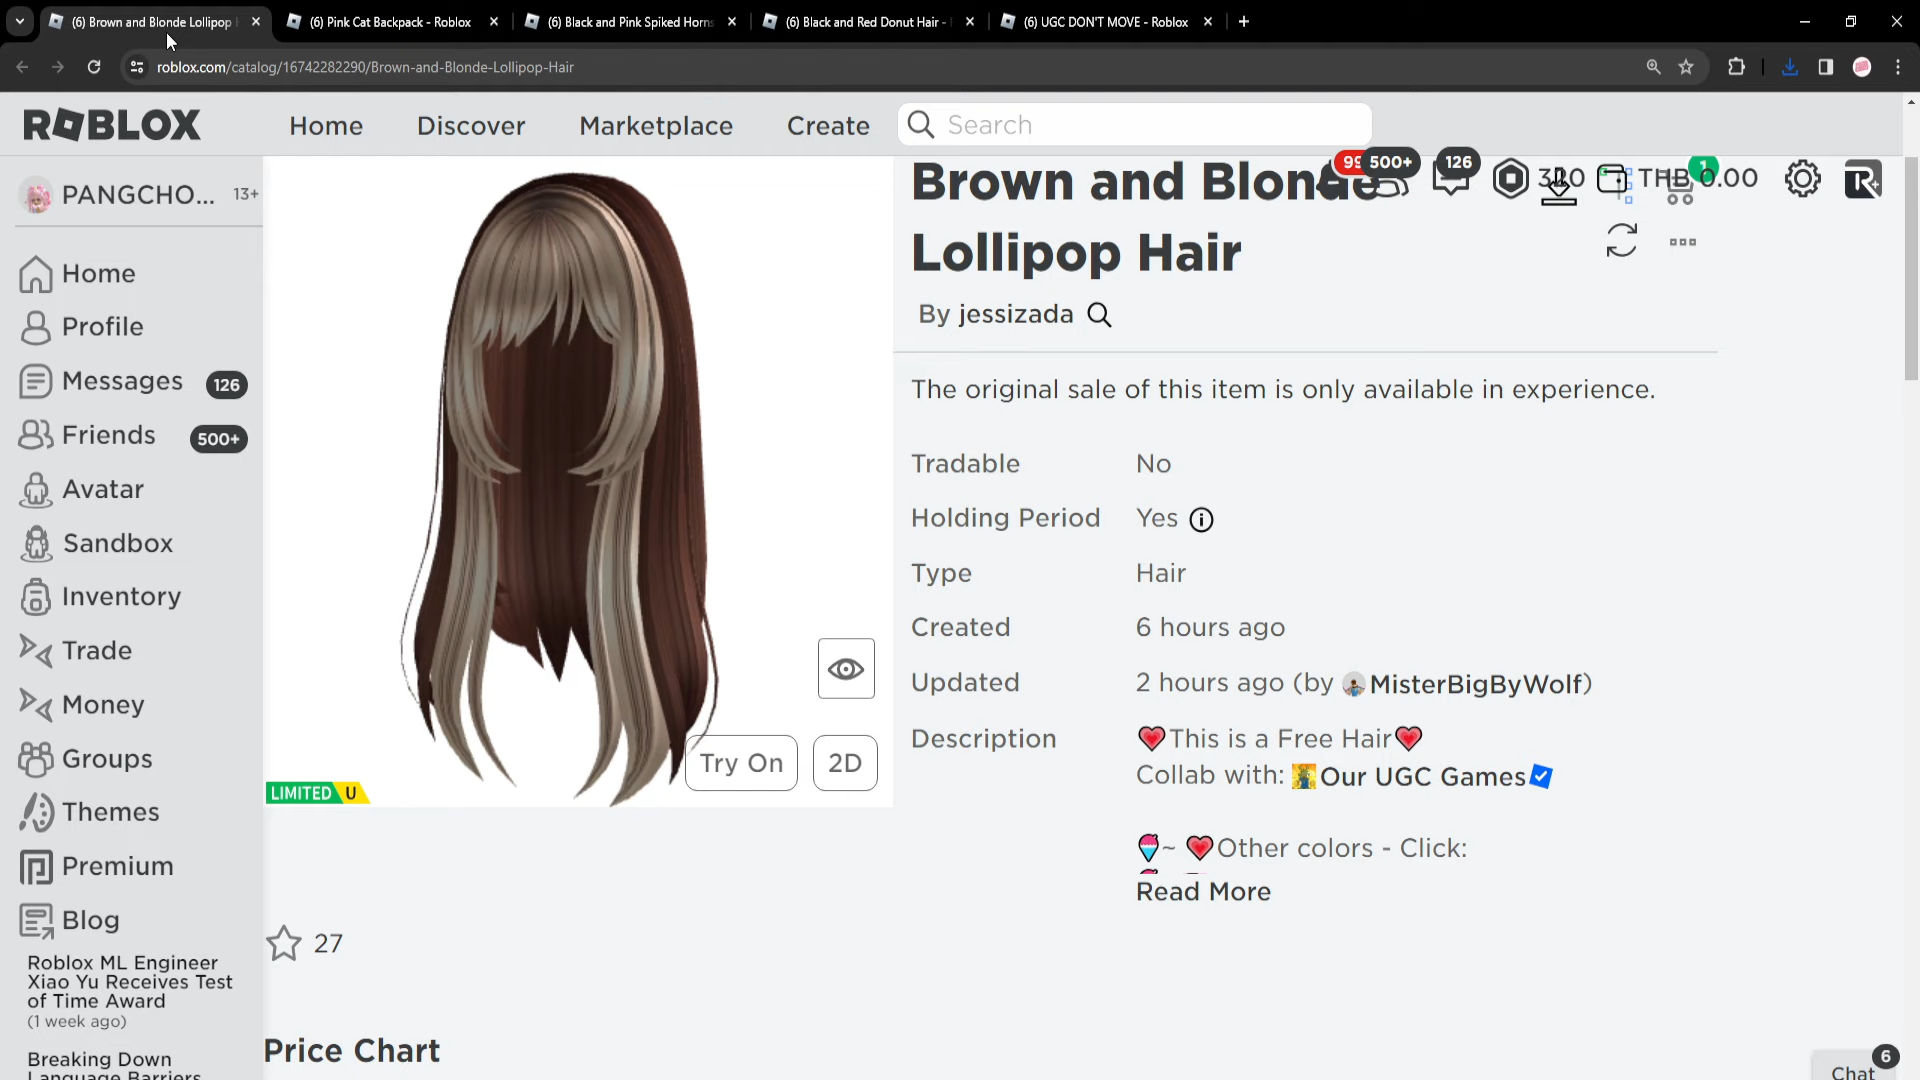 (6) Brown and Blonde Lollipop
(6) Pink Cat Backpack - Roblox
(6) Black and Pink Spiked Horns
(6) Black and Red Donut Hair -
(6) UGC DON'T MOVE - Roblox
roblox.com/catalog/16742282290/Brown-and-Blonde-Lollipop-Hair
ROBLOX
Home
Discover
Marketplace
Create
Search
99
500+
126
THB 0.00
1
PANGCHO...
13+
Home
Profile
Messages
126
Friends
500+
Avatar
Sandbox
Inventory
Trade
Money
Groups
Themes
Premium
Blog
Roblox ML Engineer
Xiao Yu Receives Test
of Time Award
(1 week ago)
Breaking Down
Language Barriers
Try On
2D
LIMITED U
27
Price Chart
Brown and Blonde
Lollipop Hair
By jessizada
The original sale of this item is only available in experience.
Tradable No
Holding Period Yes
Type Hair
Created 6 hours ago
Updated 2 hours ago (by MisterBigByWolf)
Description ❤This is a Free Hair❤
Collab with: Our UGC Games
🍧~ ❤Other colors - Click:
Read More
Chat
6